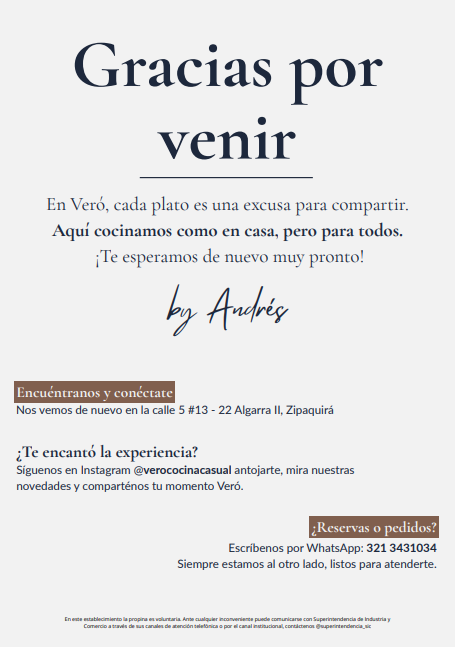 Gracias por
venir
En Veró, cada plato es una excusa para compartir.
Aquí cocinamos como en casa, pero para todos.
¡Te esperamos de nuevo muy pronto!
by Andrés
Encuéntranos y conéctate
Nos vemos de nuevo en la calle 5 #13 - 22 Algarra II, Zipaquirá
¿Te encantó la experiencia?
Síguenos en Instagram @verococinacasual antojarte, mira nuestras
novedades y comparténos tu momento Veró.
¿Reservas o pedidos?
Escríbenos por WhatsApp: 321 3431034
Siempre estamos al otro lado, listos para atenderte.
En este establecimiento la propina es voluntaria. Ante cualquier inconveniente puede comunicarse con Superintendencia de Industria y
Comercio a través de sus canales de atención telefónica o por el canal institucional, contáctenos @superintendencia_sic